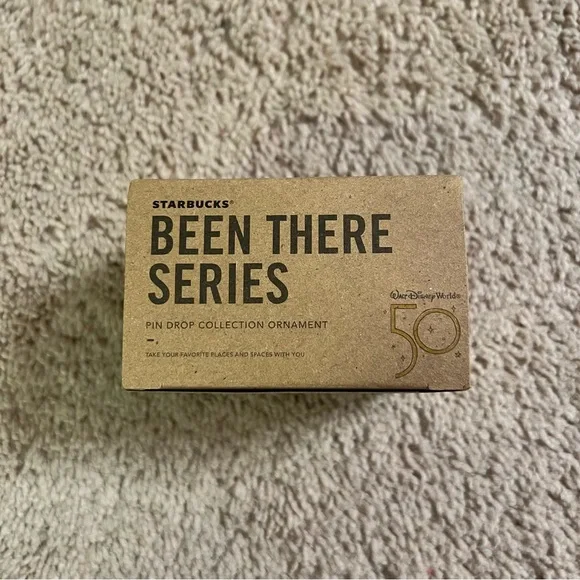 STARBUCKS®
BEEN THERE
SERIES
PIN DROP COLLECTION ORNAMENT
TAKE YOUR FAVORITE PLACES AND SPACES WITH YOU
Walt Disney World®
50